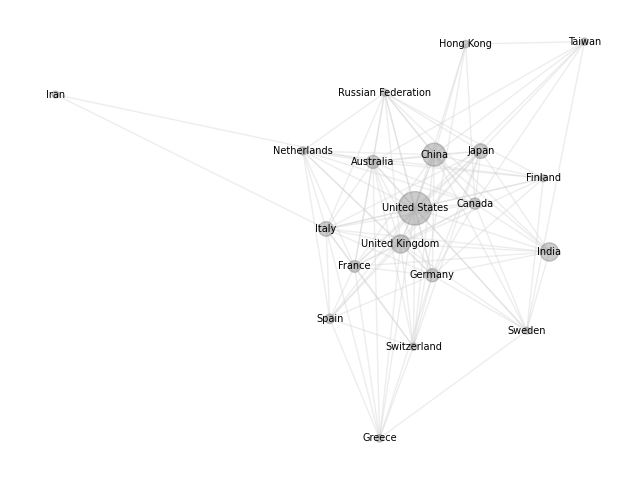 Hong Kong
Taiwan
Russian Federation
Iran
Netherlands
Australia
China
Japan
Finland
United States
Canada
Italy
United Kingdom
India
France
Germany
Spain
Sweden
Switzerland
Greece